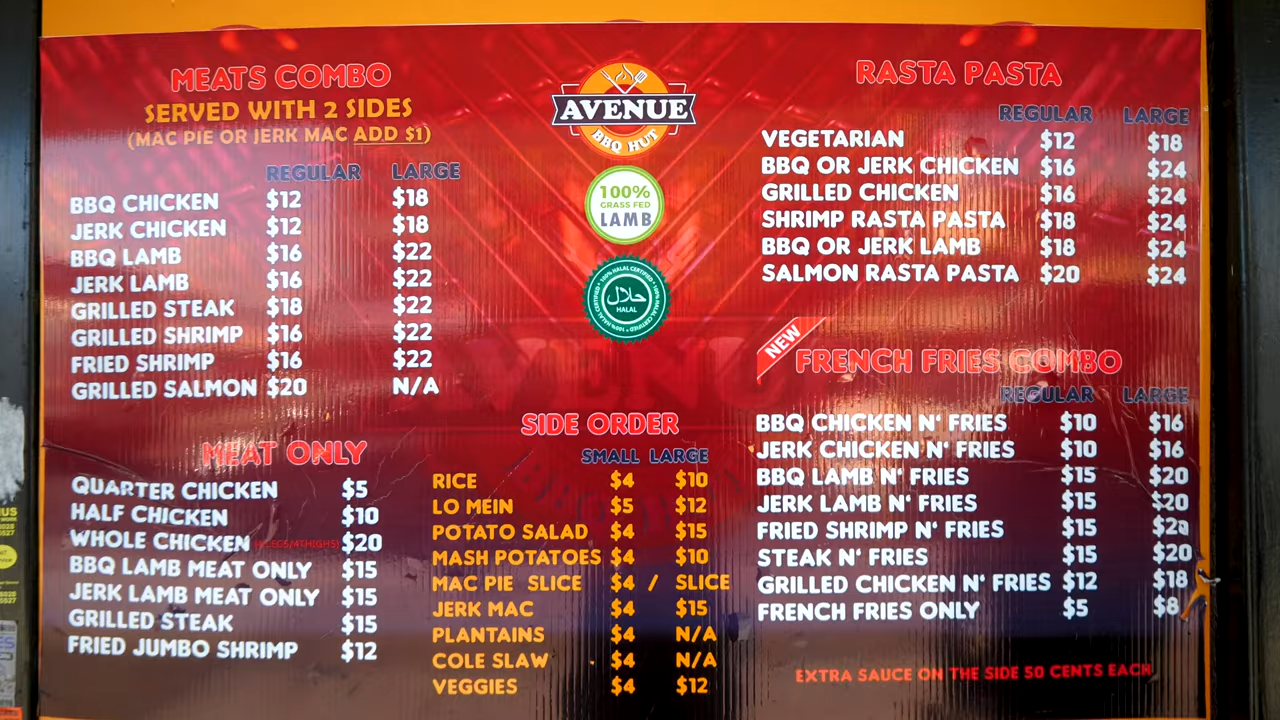 MEATS COMBO
SERVED WITH 2 SIDES
(MAC PIE OR JERK MAC ADD $1)
REGULAR LARGE
BBQ CHICKEN $12 $18
JERK CHICKEN $12 $18
BBQ LAMB $16 $22
JERK LAMB $16 $22
GRILLED STEAK $18 $22
GRILLED SHRIMP $16 $22
FRIED SHRIMP $16 $22
GRILLED SALMON $20 N/A
MEAT ONLY
QUARTER CHICKEN $5
HALF CHICKEN $10
WHOLE CHICKEN $20
BBQ LAMB MEAT ONLY $15
JERK LAMB MEAT ONLY $15
GRILLED STEAK $15
FRIED JUMBO SHRIMP $12
AVENUE
BBQ HUT
100%
GRASS FED
LAMB
100% HALAL CERTIFIED
حلال
HALAL
SIDE ORDER
SMALL LARGE
RICE $4 $10
LO MEIN $5 $12
POTATO SALAD $4 $15
MASH POTATOES $4 $10
MAC PIE SLICE $4 / SLICE
JERK MAC $4 $15
PLANTAINS $4 N/A
COLE SLAW $4 N/A
VEGGIES $4 $12
RASTA PASTA
REGULAR LARGE
VEGETARIAN $12 $18
BBQ OR JERK CHICKEN $16 $24
GRILLED CHICKEN $16 $24
SHRIMP RASTA PASTA $18 $24
BBQ OR JERK LAMB $18 $24
SALMON RASTA PASTA $20 $24
NEW
FRENCH FRIES COMBO
REGULAR LARGE
BBQ CHICKEN N' FRIES $10 $16
JERK CHICKEN N' FRIES $10 $16
BBQ LAMB N' FRIES $15 $20
JERK LAMB N' FRIES $15 $20
FRIED SHRIMP N' FRIES $15 $20
STEAK N' FRIES $15 $20
GRILLED CHICKEN N' FRIES $12 $18
FRENCH FRIES ONLY $5 $8
EXTRA SAUCE ON THE SIDE 50 CENTS EACH